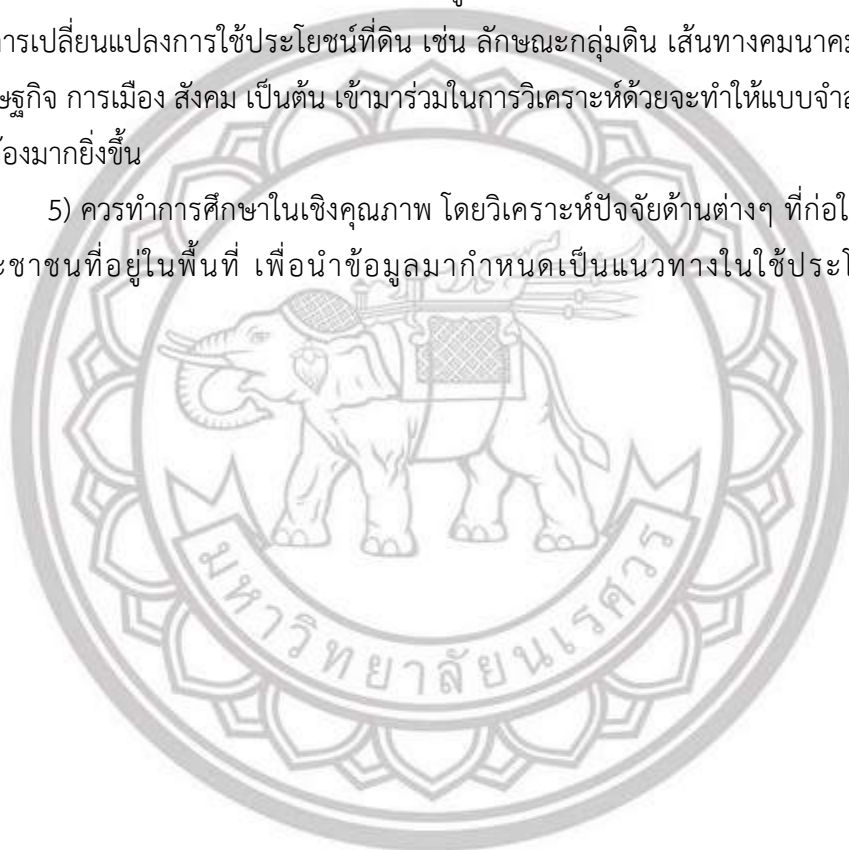 การเปลี่ยนแปลงการใช้ประโยชน์ที่ดิน เช่น ลักษณะกลุ่มดิน เส้นทางคมนาคม
ษฐกิจ การเมือง สังคม เป็นต้น เข้ามาร่วมในการวิเคราะห์ด้วยจะทำให้แบบจำล
้องมากยิ่งขึ้น
5) ควรทำการศึกษาในเชิงคุณภาพ โดยวิเคราะห์ปัจจัยด้านต่างๆ ที่ก่อใ
ะชาชนที่อยู่ในพื้นที่ เพื่อนำข้อมูลมากำหนดเป็นแนวทางในใช้ประโ
มหาวิทยาลัยนเรศวร